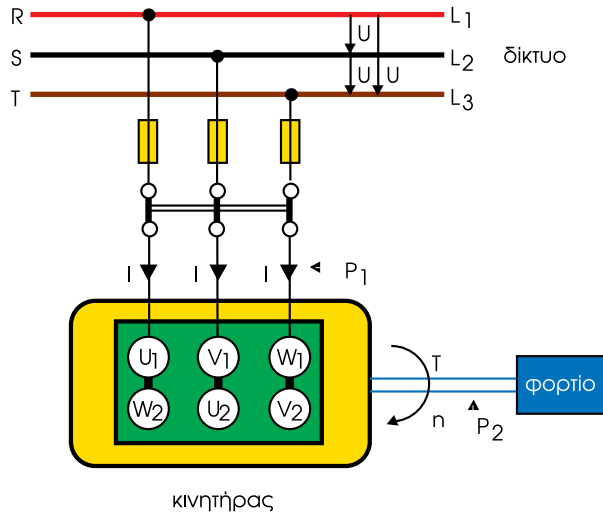 R L1
U
S L2 δίκτυο
U U
T L3
I I I P1
U1 V1 W1
W2 U2 V2
T
φορτίο
n
P2
κινητήρας